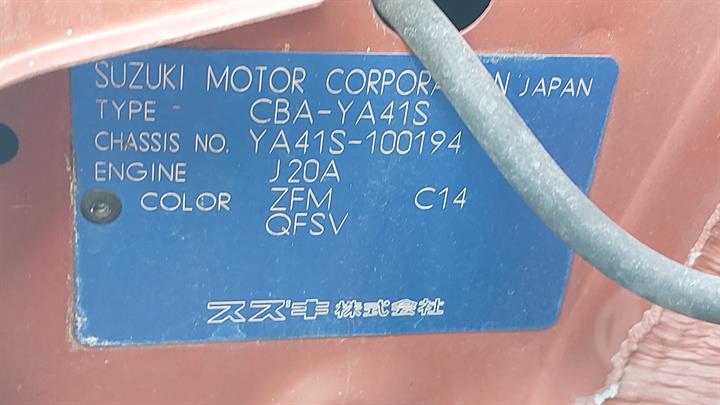 SUZUKI MOTOR CORPORA N JAPAN
TYPE CBA-YA41S
CHASSIS NO. YA41S-100194
ENGINE J20A
COLOR ZFM C14
QFSV
スズキ株式会社